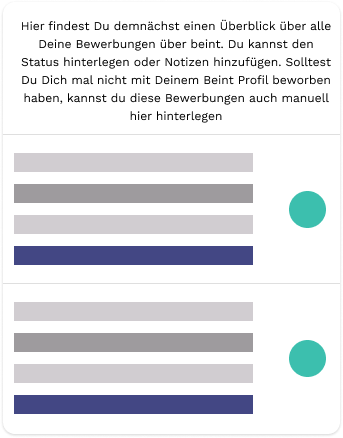 Hier findest Du demnächst einen Überblick über alle
Deine Bewerbungen über beint. Du kannst den
Status hinterlegen oder Notizen hinzufügen. Solltest
Du Dich mal nicht mit Deinem Beint Profil beworben
haben, kannst du diese Bewerbungen auch manuell
hier hinterlegen